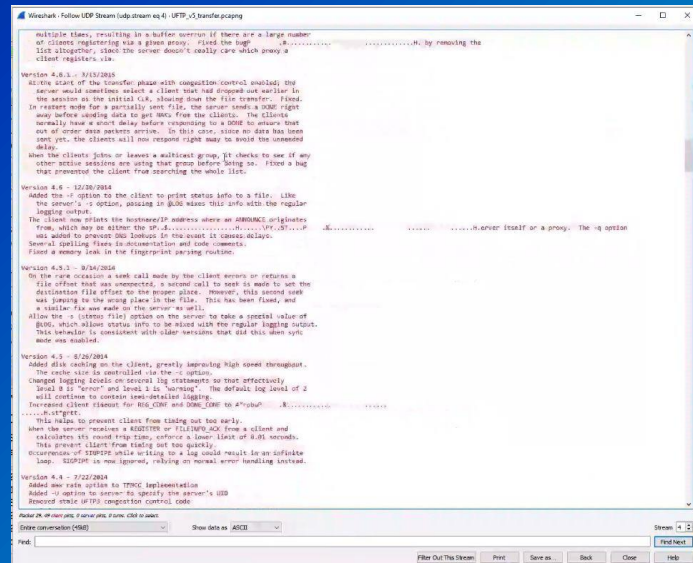 Wireshark · Follow UDP Stream (udp.stream eq 4) · UFTP_v5_transfer.pcapng
multiple times, resulting in a buffer overrun if there are a large number
of clients registering via a given proxy. Fixed the bug
H. by removing the
list altogether, since the server doesn't really care which proxy a
client registers via.
Version 4.6.1 - 3/15/2015
At the start of the transfer phase with congestion control enabled, the
server would sometimes select a client that had dropped out earlier in
the session as the initial CLR, slowing down the file transfer. Fixed.
In restart mode for a partially sent file, the server sends a DONE right
away before sending data to get NAKs from the clients. The clients
normally have a short delay before responding to a DONE to ensure that
out of order data packets arrive. In this case, since no data has been
sent yet, the clients will now respond right away to avoid the unneeded
delay.
When the clients joins or leaves a multicast group, it checks to see if any
other active sessions are using that group before doing so. Fixed a bug
that prevented the client from searching the whole list.
Version 4.6 - 12/20/2014
Added the -F option to the client to print status info to a file. Like
the server's -S option, passing in @LOG mixes this info with the regular
logging output.
The client now prints the hostname/IP address where an ANNOUNCE originates
from, which may be either the erver itself or a proxy. The -q option
was added to prevent DNS lookups in the event it causes delays.
Several spelling fixes in documentation and code comments.
Fixed a memory leak in the fingerprint parsing routine.
Version 4.5.1 - 9/14/2014
On the rare occasion a seek call made by the client errors or returns a
file offset that was unexpected, a second call to seek is made to set the
destination file offset to the proper place. However, this second seek
was jumping to the wrong place in the file. This has been fixed, and
a similar fix was made on the server as well.
Allow the -S (status file) option on the server to take a special value of
@LOG, which allows status info to be mixed with the regular logging output.
This behavior is consistent with older versions that did this when sync
mode was enabled.
Version 4.5 - 8/26/2014
Added disk caching on the client, greatly improving high speed throughput.
The cache size is controlled via the -c option.
Changed logging levels on several log statements so that effectively
level 0 is "error" and level 1 is "warning". The default log level of 2
will continue to contain semi-detailed logging.
Increased client timeout for REG_CONF and DONE_CONF to
This helps to prevent client from timing out too early.
When the server receives a REGISTER or FILEINFO_ACK from a client and
calculates its round trip time, enforce a lower limit of 0.01 seconds.
This prevent client from timing out too quickly.
Occurrences of SIGPIPE while writing to a log could result in an infinite
loop. SIGPIPE is now ignored, relying on normal error handling instead.
Version 4.4 - 7/22/2014
Added max rate option to TFMCC implementation
Added -U option to server to specify the server's UID
Removed stale UFTP3 congestion control code
Packet 29. 49 client pkts, 0 server pkts, 0 turns. Click to select.
Entire conversation (45kB) Show data as ASCII Stream 4
Find: Find Next
Filter Out This Stream Print Save as... Back Close Help